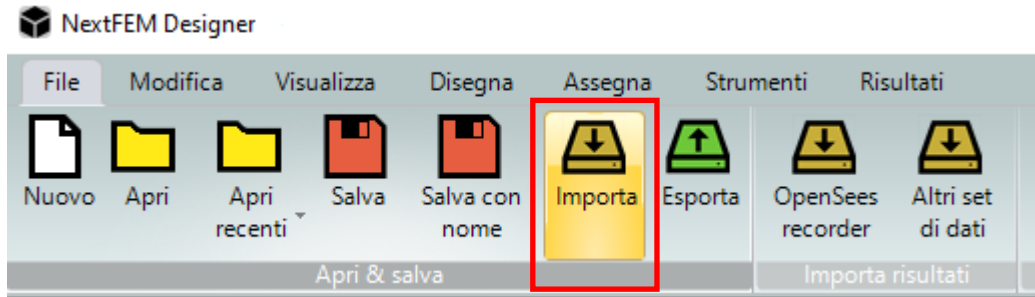 NextFEM Designer
File Modifica Visualizza Disegna Assegna Strumenti Risultati
Nuovo Apri Apri recenti Salva Salva con nome Importa Esporta OpenSees recorder Altri set di dati
Apri & salva Importa risultati